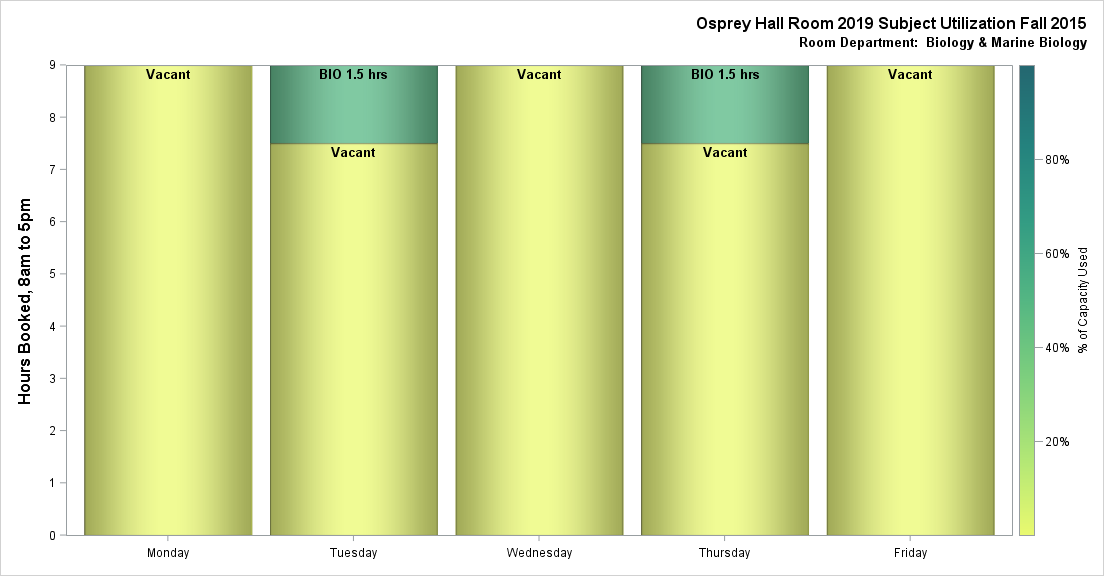 Osprey Hall Room 2019 Subject Utilization Fall 2015
Room Department:  Biology & Marine Biology
Hours Booked, 8am to 5pm
9
8
7
6
5
4
3
2
1
0
Vacant
BIO 1.5 hrs
Vacant
Vacant
BIO 1.5 hrs
Vacant
Vacant
Monday
Tuesday
Wednesday
Thursday
Friday
80%
60%
40%
20%
% of Capacity Used